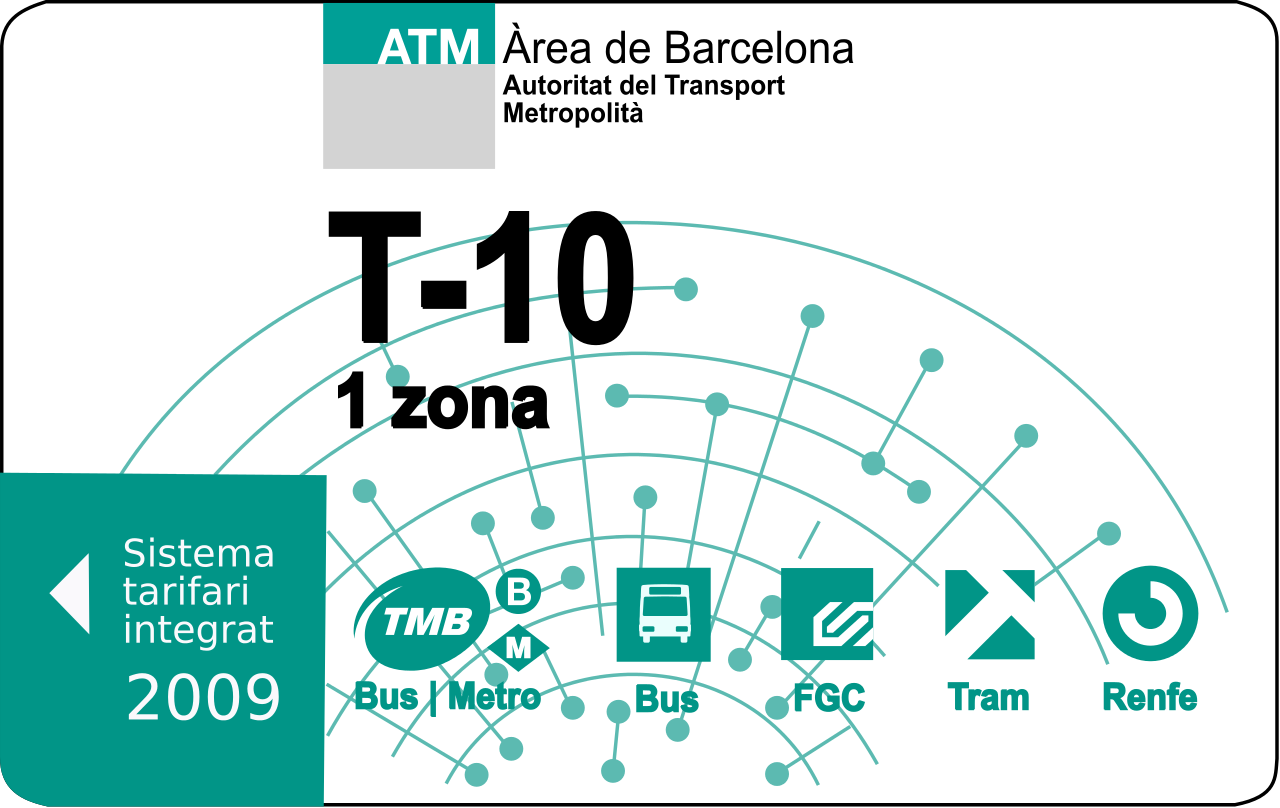 ATM Àrea de Barcelona
Autoritat del Transport
Metropolità
T-10
1 zona
Sistema
tarifari
integrat
2009
TMB
B
M
Bus | Metro
Bus
FGC
Tram
Renfe